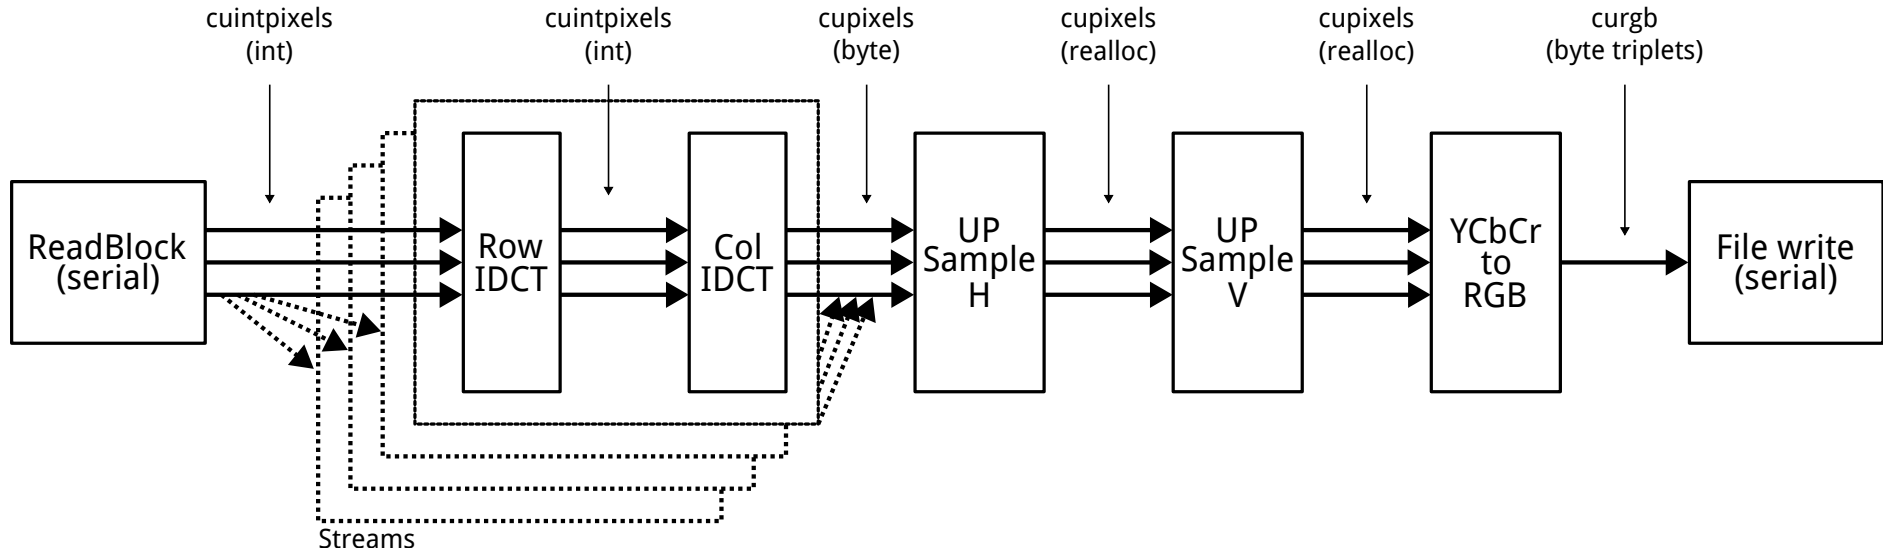 cuintpixels
(int)
cuintpixels
(int)
cupixels
(byte)
cupixels
(realloc)
cupixels
(realloc)
curgb
(byte triplets)
ReadBlock
(serial)
Row
IDCT
Col
IDCT
UP
Sample
H
UP
Sample
V
YCbCr
to
RGB
File write
(serial)
Streams